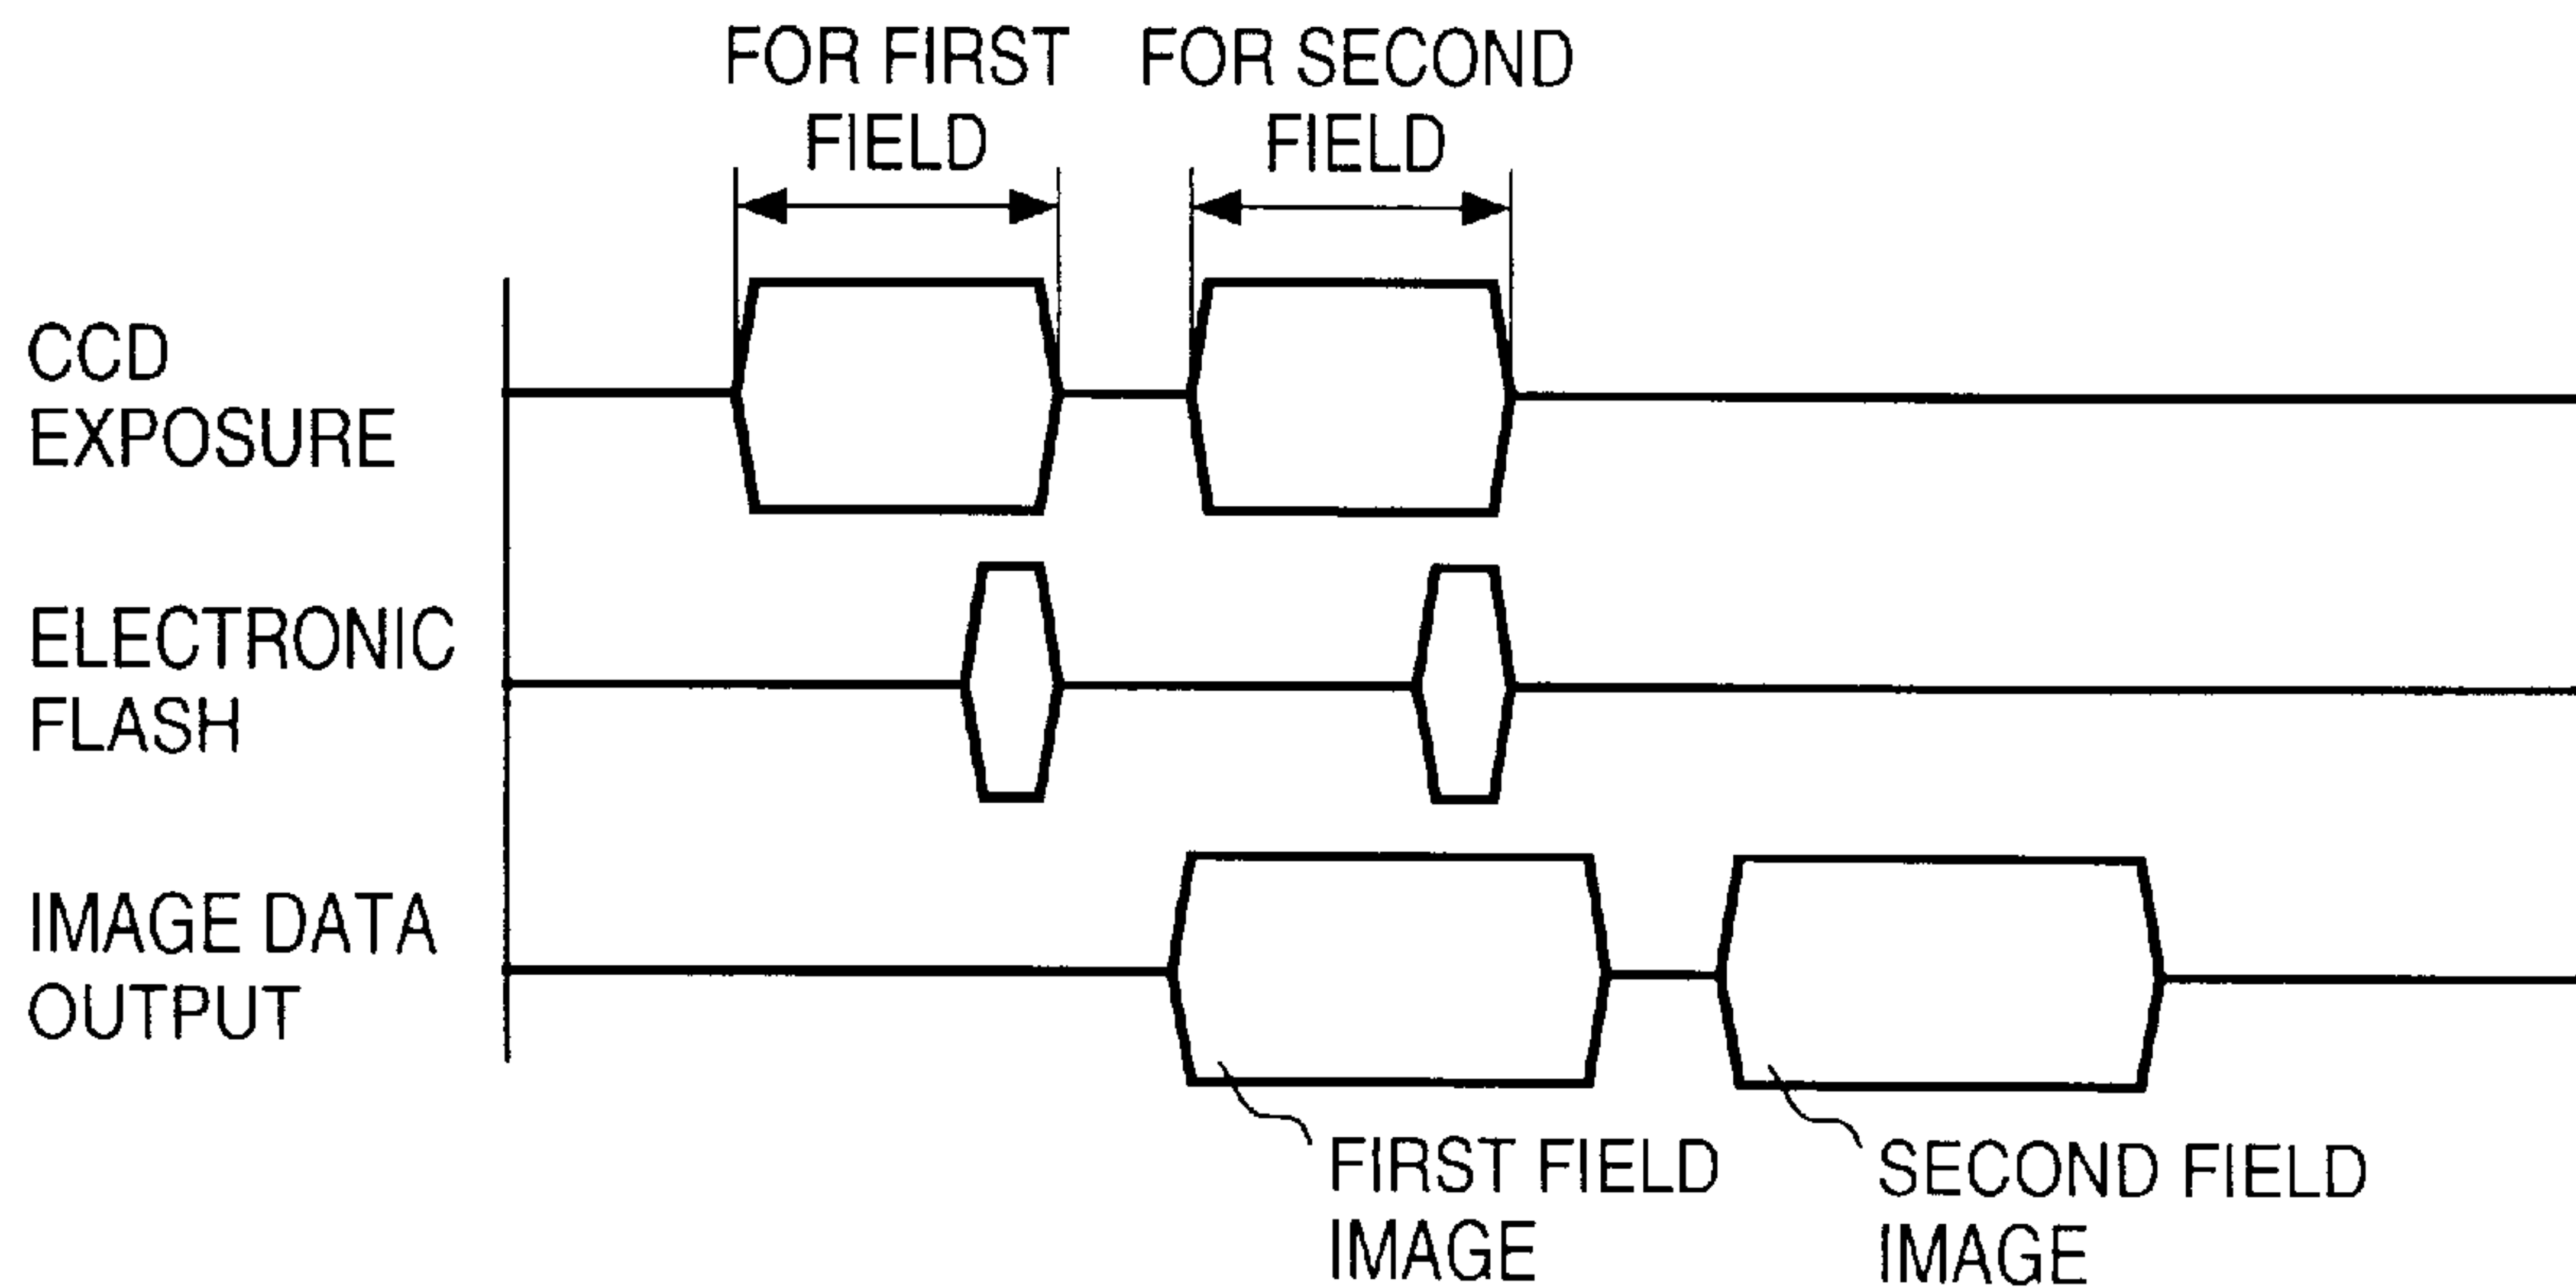 FOR FIRST
FIELD
FOR SECOND
FIELD
CCD
EXPOSURE
ELECTRONIC
FLASH
IMAGE DATA
OUTPUT
FIRST FIELD
IMAGE
SECOND FIELD
IMAGE